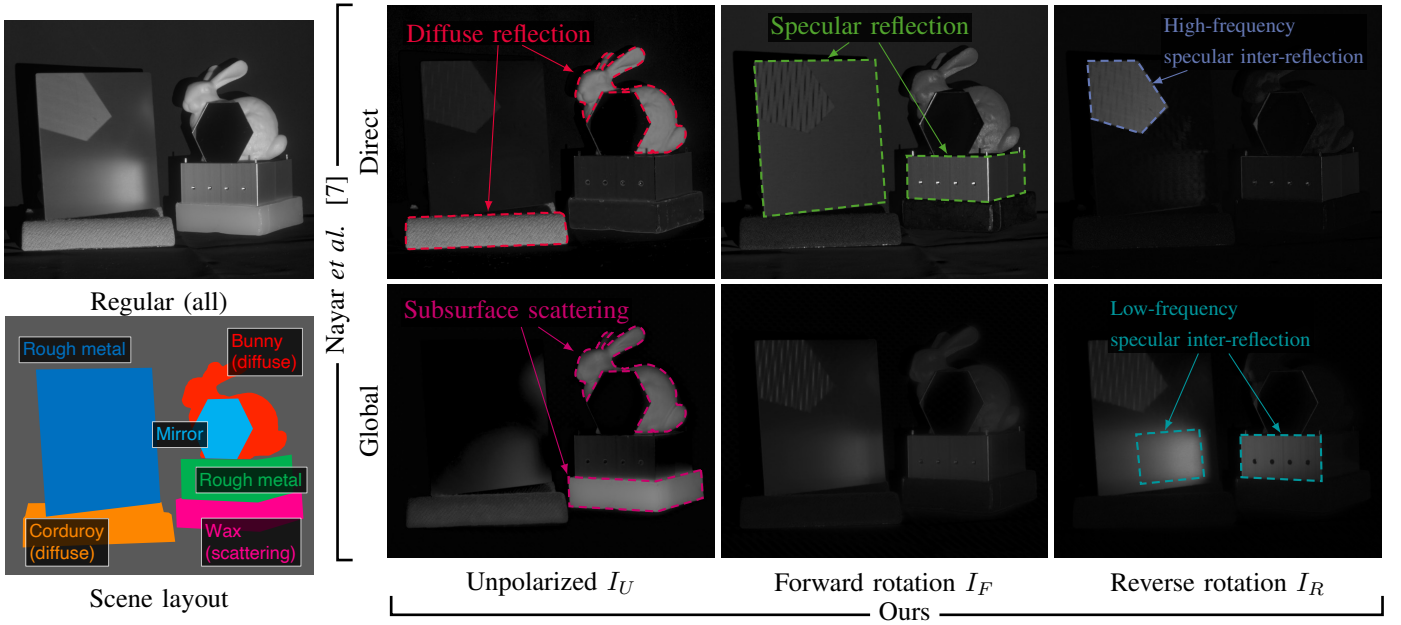 Regular (all)
Rough metal
Bunny
(diffuse)
Mirror
Rough metal
Corduroy
(diffuse)
Wax
(scattering)
Scene layout
Nayar et al. [7]
Direct
Global
Diffuse reflection
Specular reflection
High-frequency
specular inter-reflection
Subsurface scattering
Low-frequency
specular inter-reflection
Unpolarized I_U
Forward rotation I_F
Reverse rotation I_R
Ours